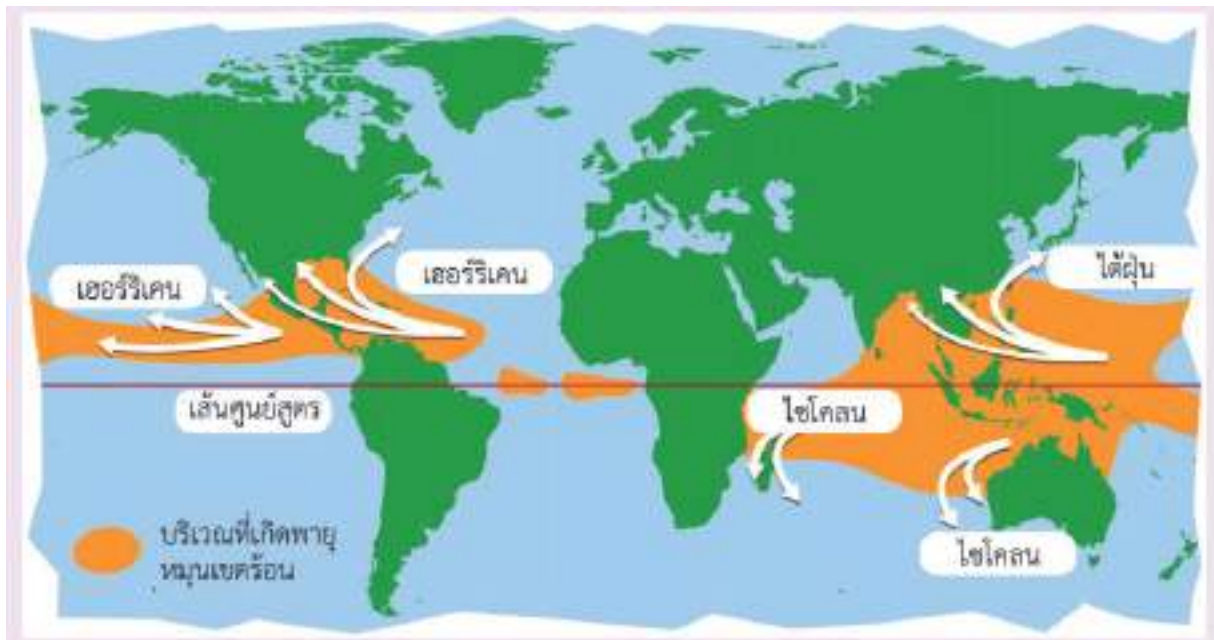 เฮอร์ริเคน
เฮอร์ริเคน
ไต้ฝุ่น
เส้นศูนย์สูตร
ไซโคลน
บริเวณที่เกิดพายุ
หมุนเขตร้อน
ไซโคลน